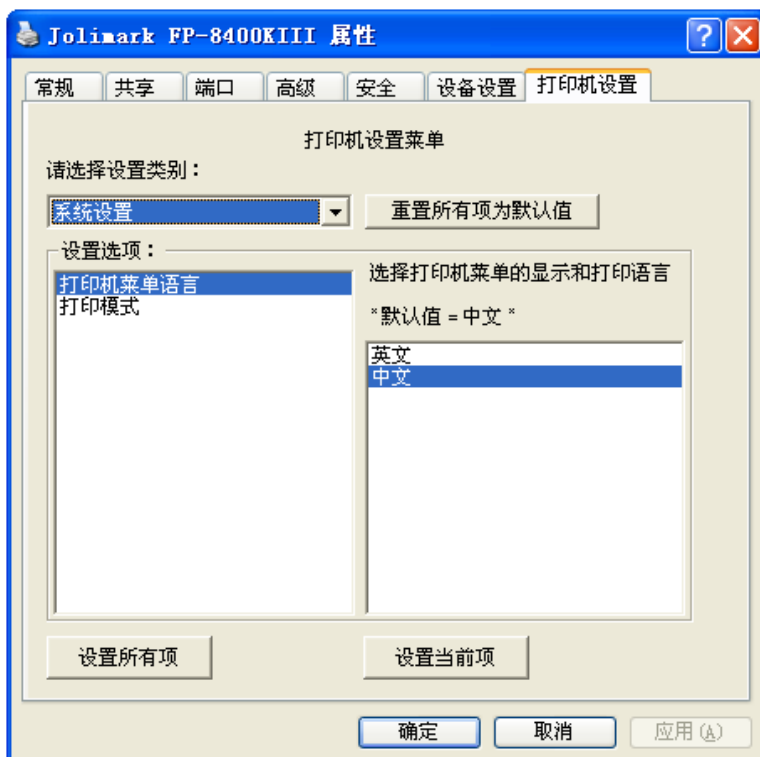 Jolimark FP-8400KIII 属性
常规 共享 端口 高级 安全 设备设置 打印机设置
打印机设置菜单
请选择设置类别：
系统设置 重置所有项为默认值
设置选项：
打印机菜单语言
打印模式
选择打印机菜单的显示和打印语言
*默认值 = 中文 *
英文
中文
设置所有项 设置当前项
确定 取消 应用 (A)